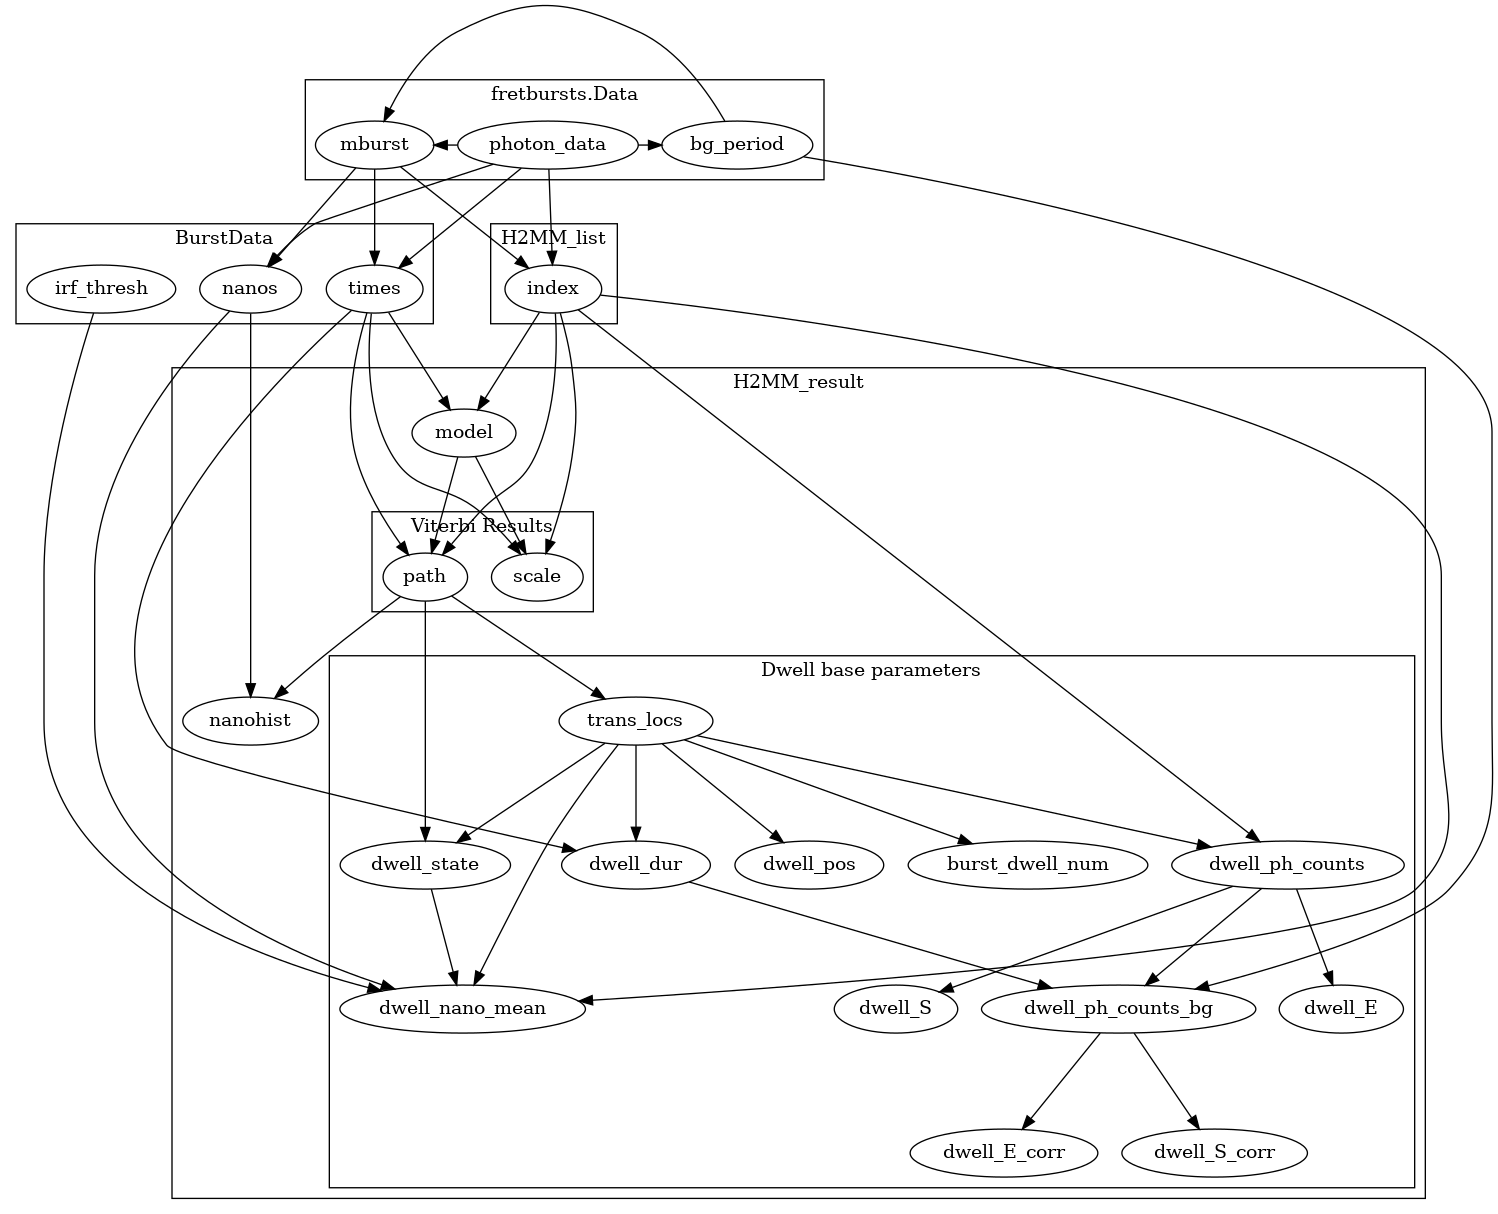 fretbursts.Data
mburst
photon_data
bg_period
BurstData
H2MM_list
irf_thresh
nanos
times
index
H2MM_result
model
Viterbi Results
path
scale
Dwell base parameters
nanohist
trans_locs
dwell_state
dwell_dur
dwell_pos
burst_dwell_num
dwell_ph_counts
dwell_nano_mean
dwell_S
dwell_ph_counts_bg
dwell_E
dwell_E_corr
dwell_S_corr